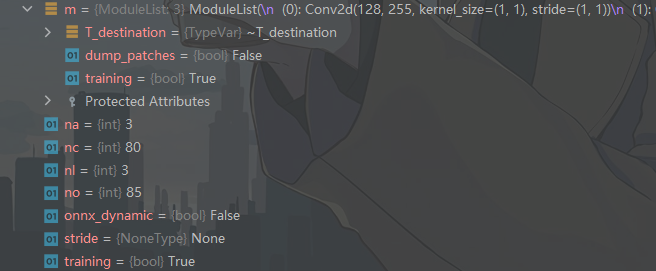 m = {ModuleList: 3} ModuleList(\n (0): Conv2d(128, 255, kernel_size=(1, 1), stride=(1, 1))\n (1):
T_destination = {TypeVar} ~T_destination
01 dump_patches = {bool} False
01 training = {bool} True
Protected Attributes
01 na = {int} 3
01 nc = {int} 80
01 nl = {int} 3
01 no = {int} 85
01 onnx_dynamic = {bool} False
01 stride = {NoneType} None
01 training = {bool} True